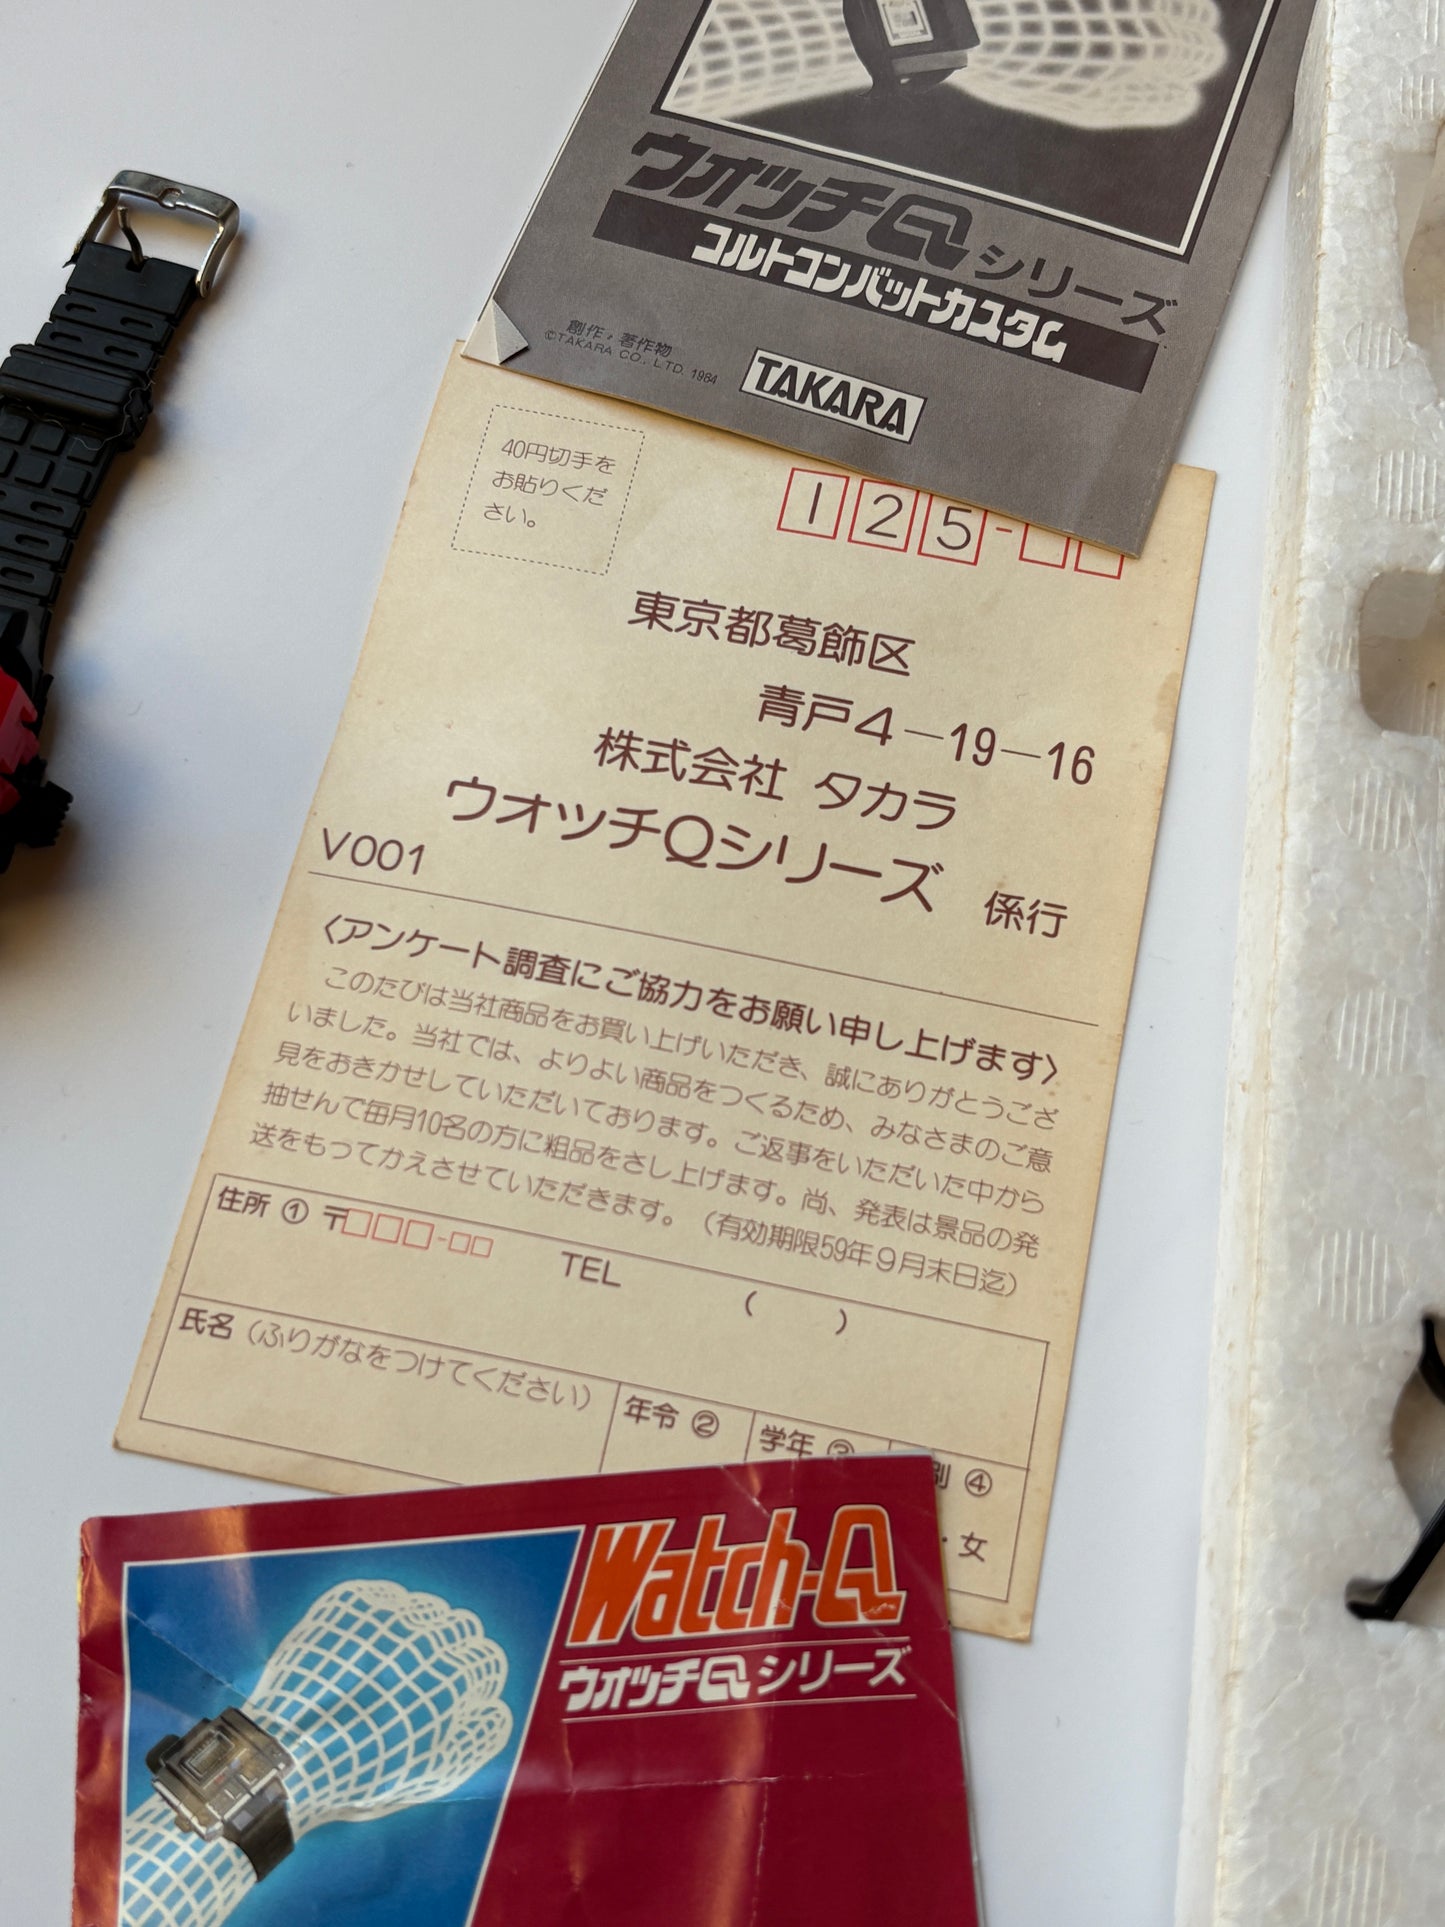 ウオッチQシリーズ
コルトコンバットカスタム
創作・著作物
©TAKARA CO., LTD. 1984
TAKARA
40円切手を
お貼りくだ
さい。
125-
東京都葛飾区
青戸4-19-16
株式会社 タカラ
ウオッチQシリーズ 係行
V001
〈アンケート調査にご協力をお願い申し上げます〉
このたびは当社商品をお買い上げいただき、誠にありがとうござ
いました。当社では、よりよい商品をつくるため、みなさまのご意
見をおきかせしていただいております。ご返事をいただいた中から
抽せんで毎月10名の方に粗品をさし上げます。尚、発表は景品の発
送をもつてかえさせていただきます。(有効期限59年9月末日迄)
住所 ① 〒□□□-□□ TEL ( )
氏名(ふりがなをつけてください) 年令 ② 学年 ③ ④
・女
Watch-Q
ウオッチQシリーズ